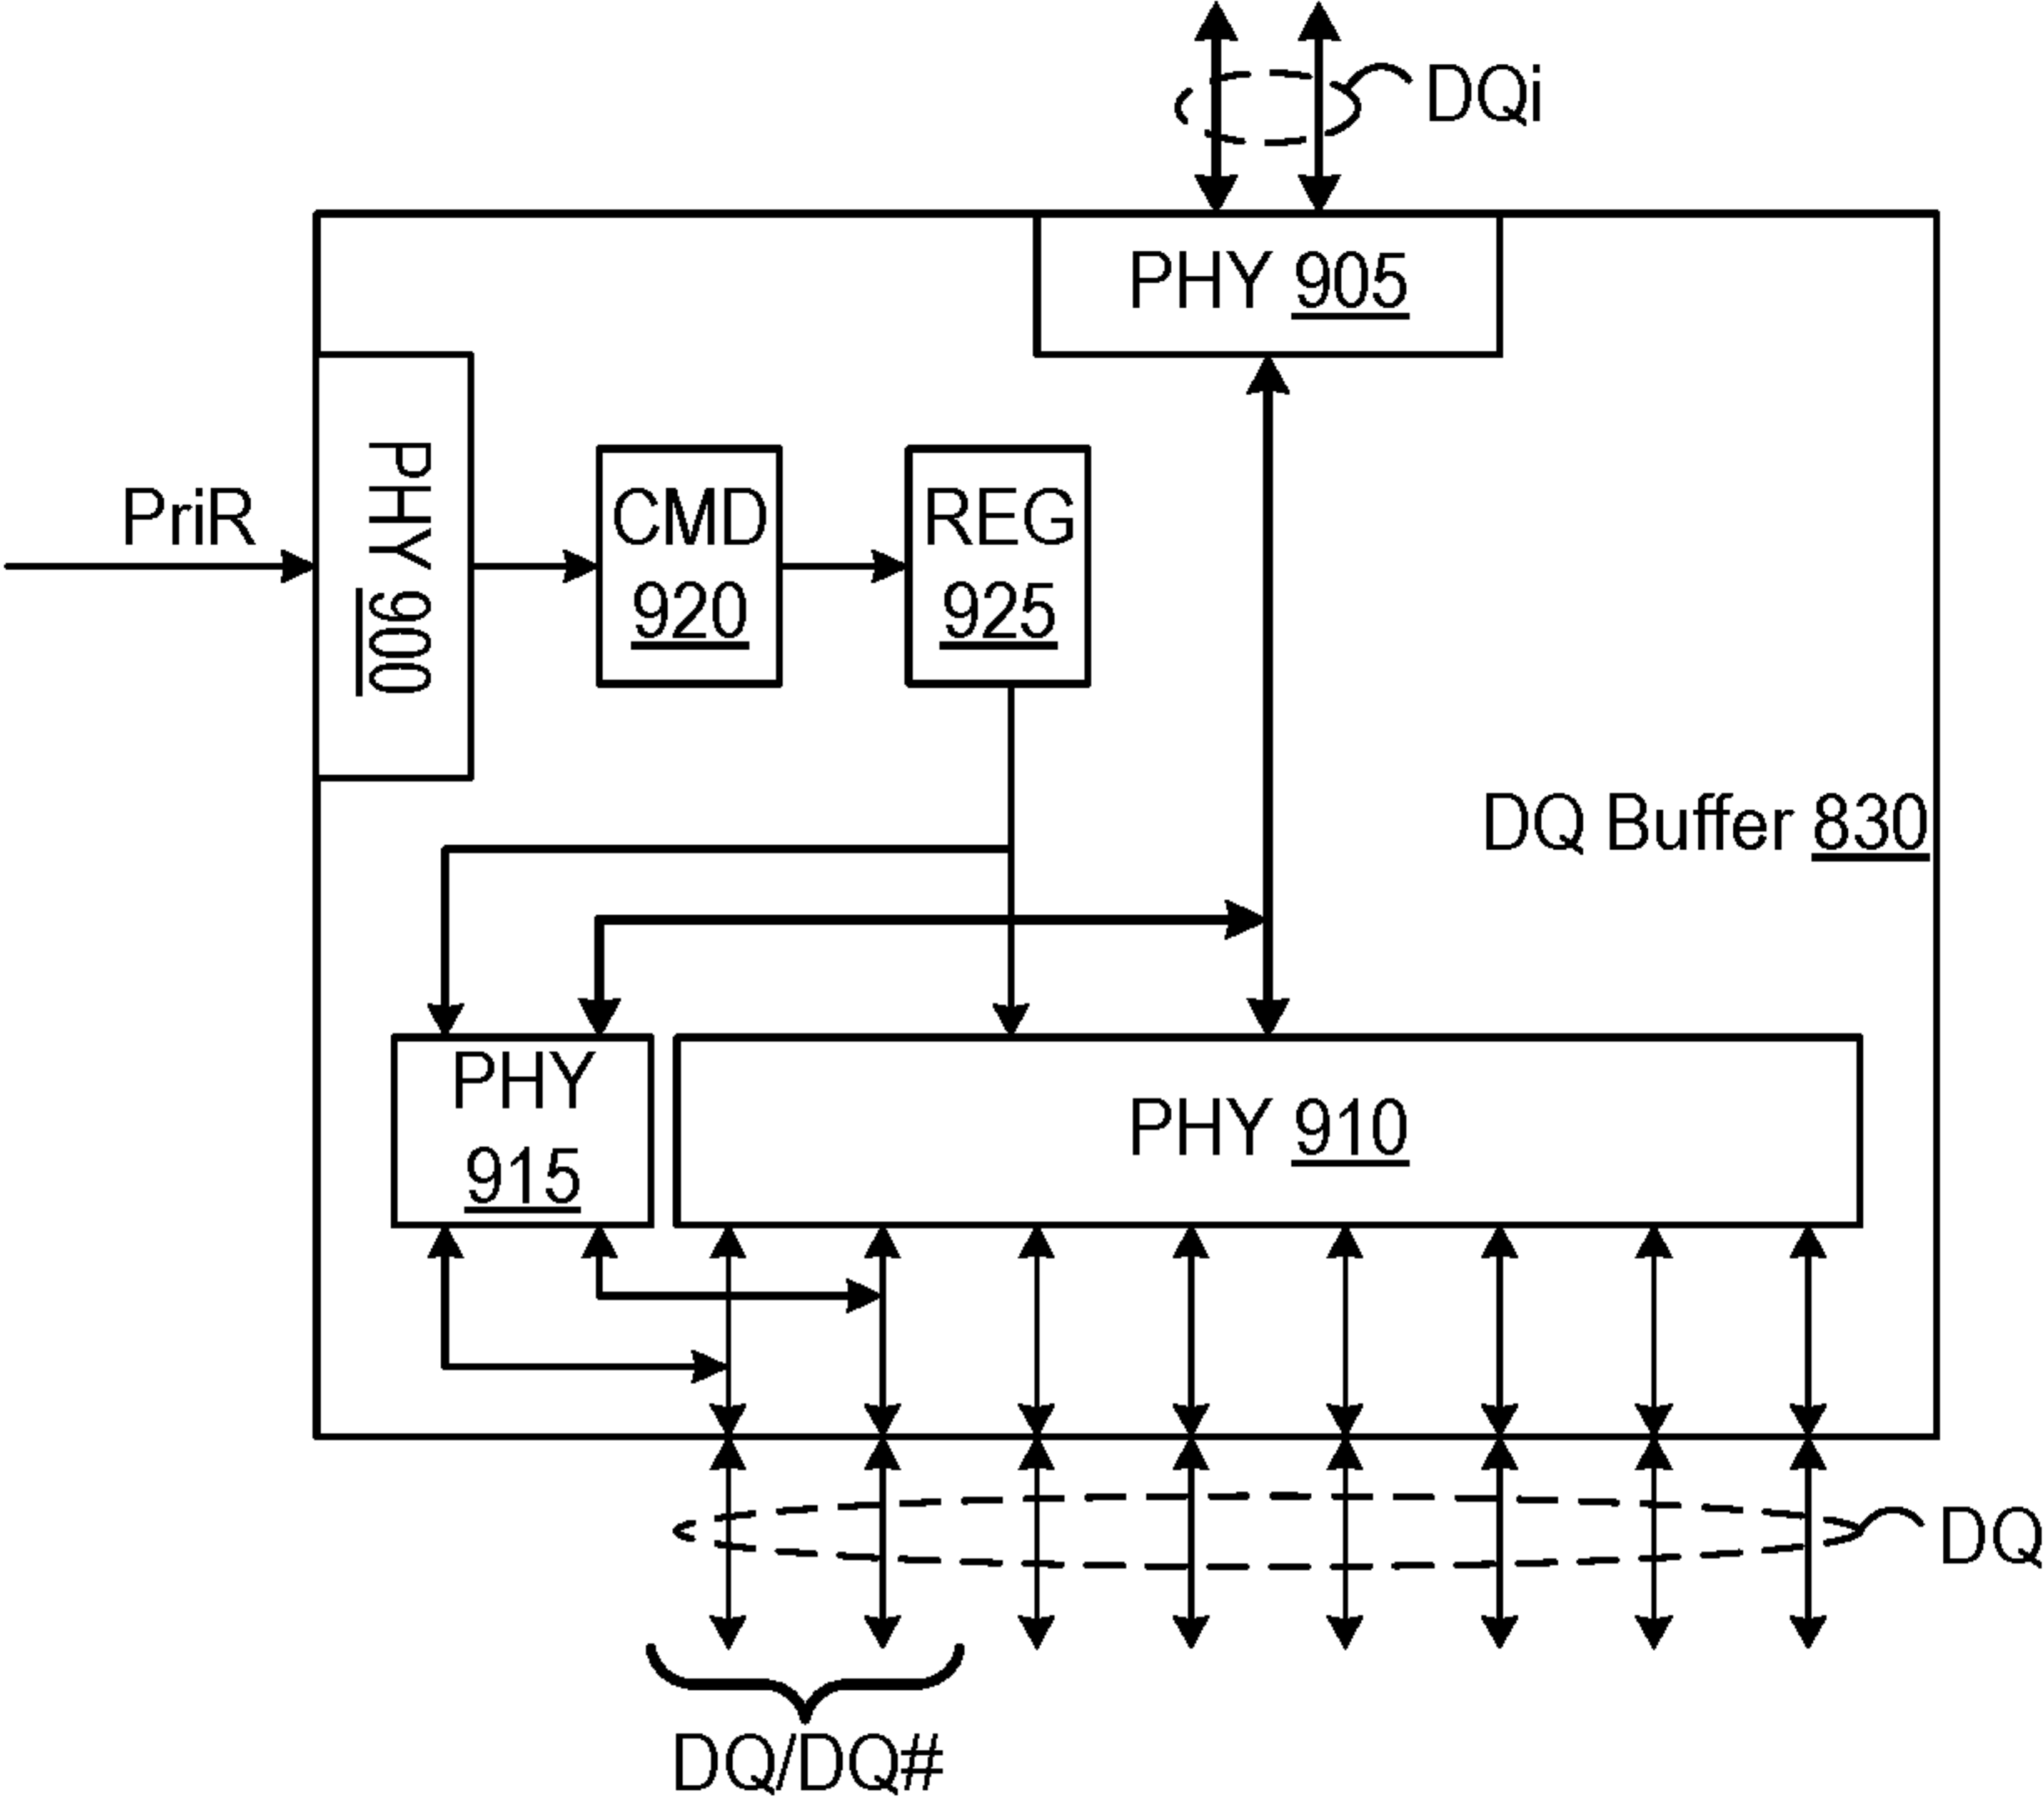 DQi
PHY 905
PriR
PHY 900
CMD
920
REG
925
DQ Buffer 830
PHY
915
PHY 910
DQ
DQ/DQ#